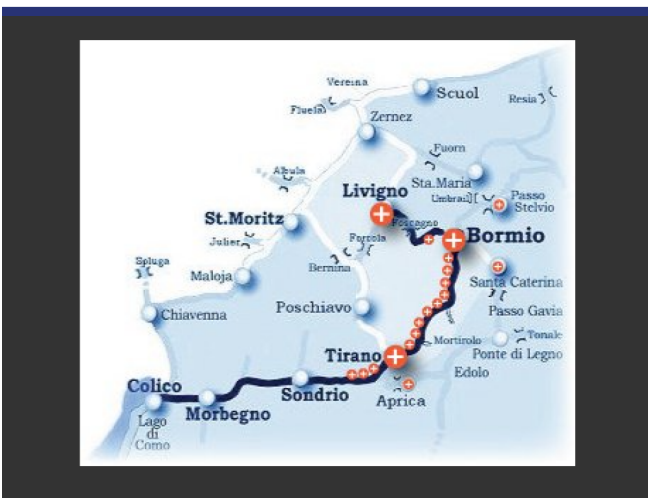 Vereina
Scuol
Resia
Fluela
Zernez
Fuorn
Albula
Sta.Maria
Umbrail
Passo
Stelvio
Livigno
St.Moritz
Foscagno
Bormio
Julier
Forcola
Spluga
Maloja
Bernina
Santa Caterina
Chiavenna
Poschiavo
Passo Gavia
Tonale
Mortirolo
Ponte di Legno
Tirano
Edolo
Colico
Sondrio
Aprica
Morbegno
Lago
di
Como